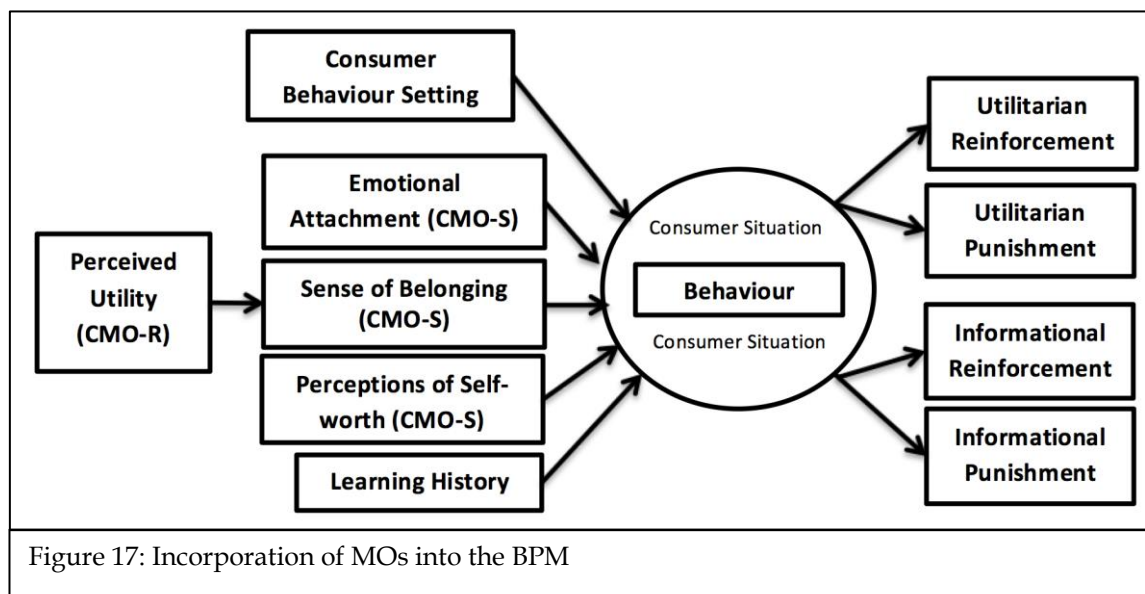 Consumer
Behaviour Setting
Emotional
Attachment (CMO-S)
Perceived
Utility
(CMO-R)
Sense of Belonging
(CMO-S)
Perceptions of Self-
worth (CMO-S)
Learning History
Consumer Situation
Behaviour
Consumer Situation
Utilitarian
Reinforcement
Utilitarian
Punishment
Informational
Reinforcement
Informational
Punishment
Figure 17: Incorporation of MOs into the BPM